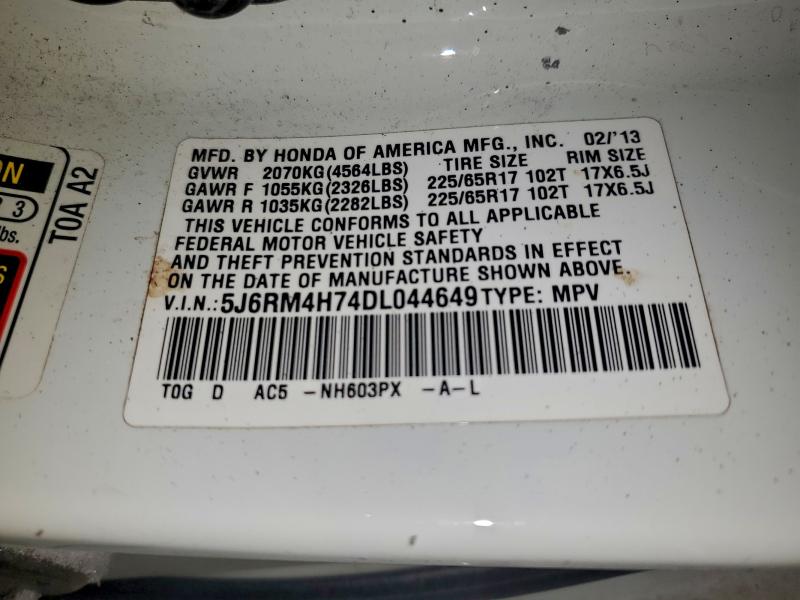 MFD. BY HONDA OF AMERICA MFG., INC. 02/'13
GVWR 2070KG(4564LBS) TIRE SIZE RIM SIZE
GAWR F 1055KG(2326LBS) 225/65R17 102T 17X6.5J
GAWR R 1035KG(2282LBS) 225/65R17 102T 17X6.5J
THIS VEHICLE CONFORMS TO ALL APPLICABLE
FEDERAL MOTOR VEHICLE SAFETY
AND THEFT PREVENTION STANDARDS IN EFFECT
ON THE DATE OF MANUFACTURE SHOWN ABOVE.
V.I.N.:5J6RM4H74DL044649 TYPE: MPV
T0G D AC5 -NH603PX -A-L
T0A A2
3
lbs.